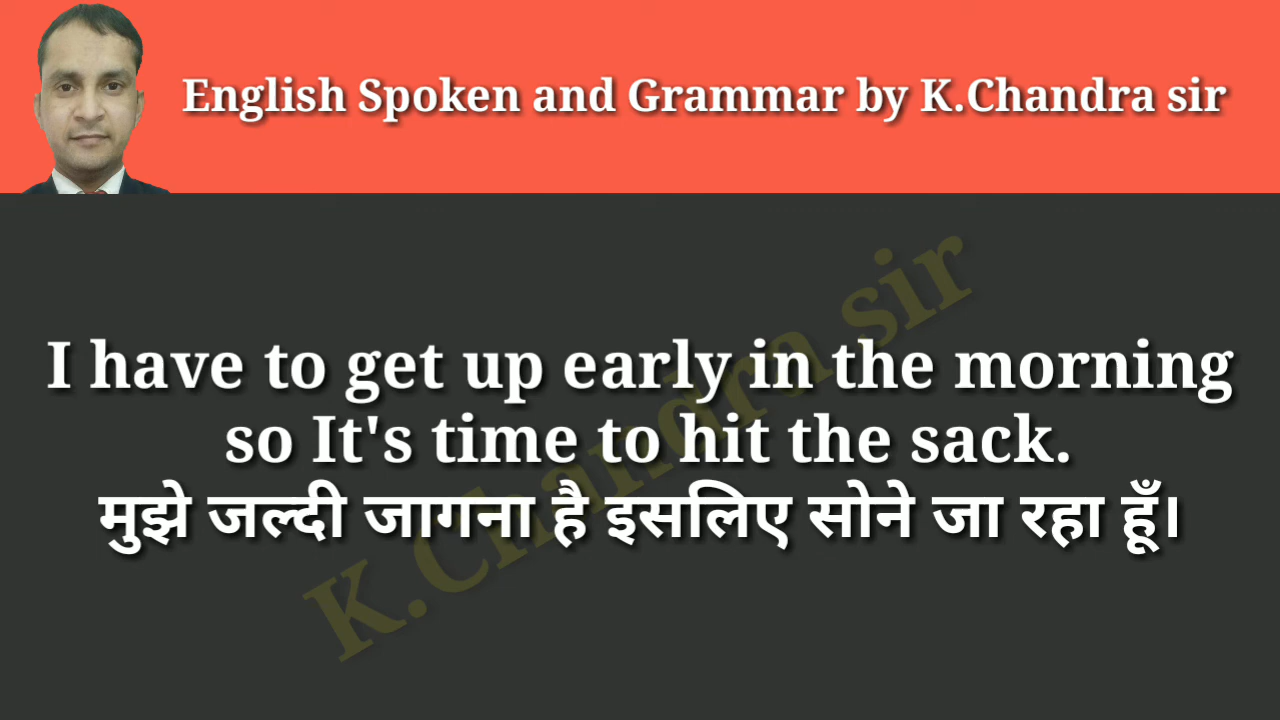 English Spoken and Grammar by K.Chandra sir
I have to get up early in the morning
so It's time to hit the sack.
मुझे जल्दी जागना है इसलिए सोने जा रहा हूँ।
K.Chandra sir